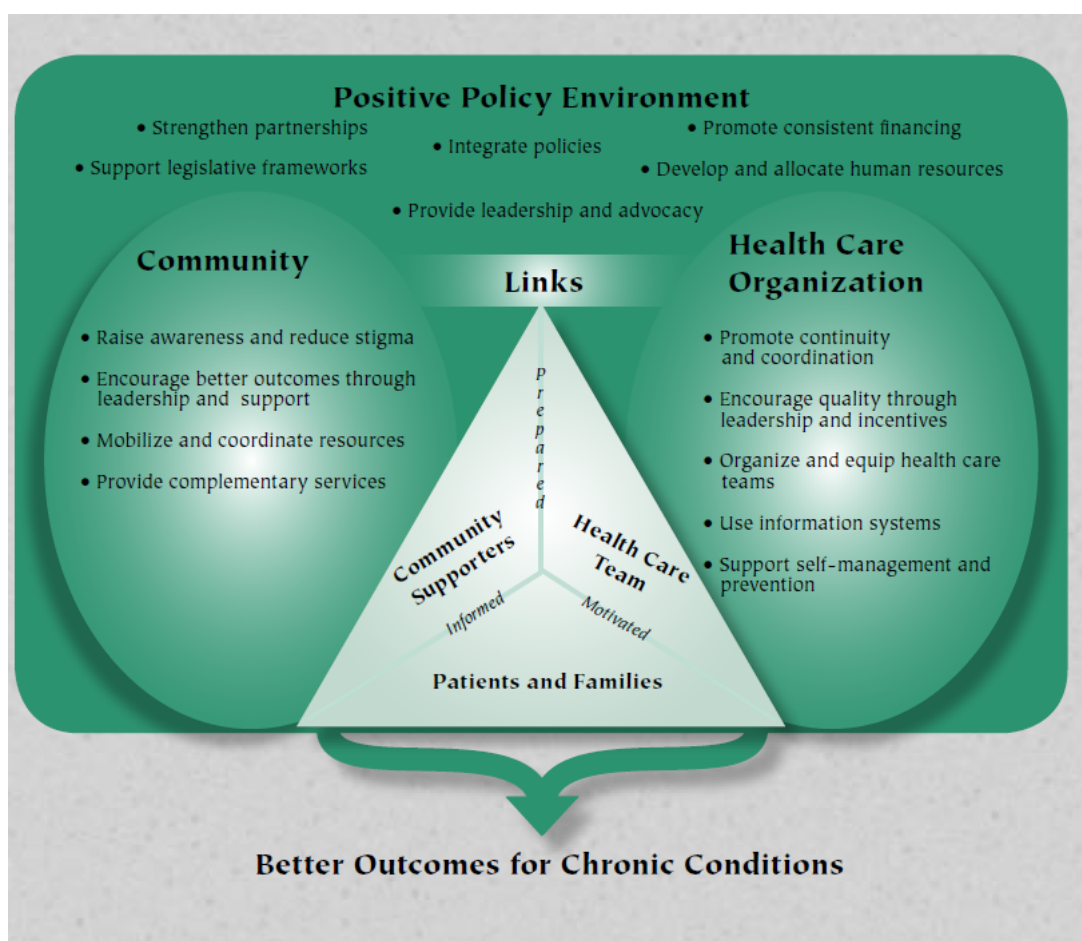 Positive Policy Environment
• Strengthen partnerships
• Support legislative frameworks
• Integrate policies
• Provide leadership and advocacy
• Promote consistent financing
• Develop and allocate human resources
Community
• Raise awareness and reduce stigma
• Encourage better outcomes through
leadership and support
• Mobilize and coordinate resources
• Provide complementary services
Links
Prepared
Community
Supporters
Health Care
Team
Informed
Motivated
Patients and Families
Health Care
Organization
• Promote continuity
and coordination
• Encourage quality through
leadership and incentives
• Organize and equip health care
teams
• Use information systems
• Support self-management and
prevention
Better Outcomes for Chronic Conditions